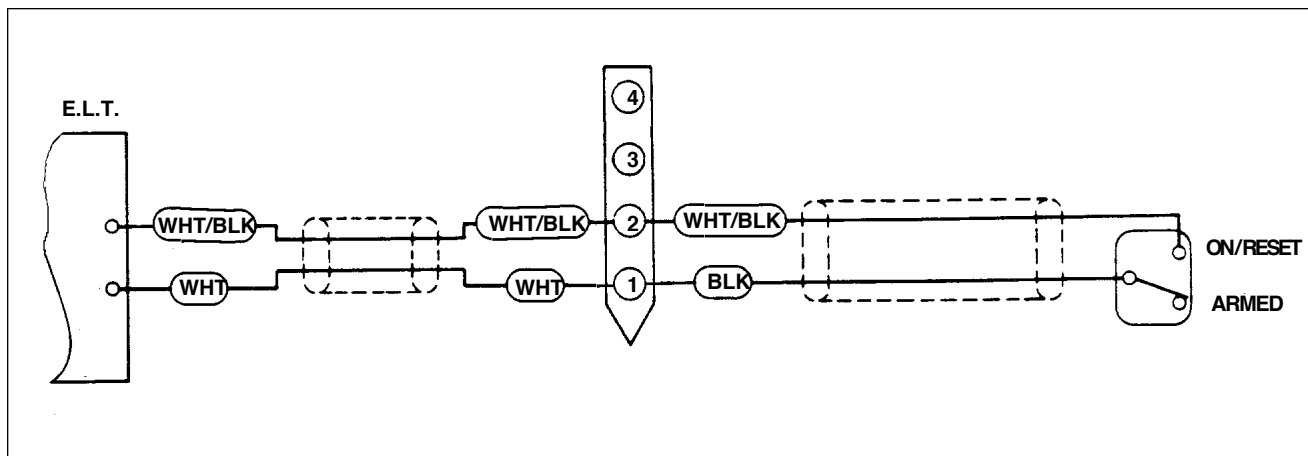 E.L.T.
4
3
WHT/BLK
WHT/BLK
2
WHT/BLK
ON/RESET
WHT
WHT
1
BLK
ARMED